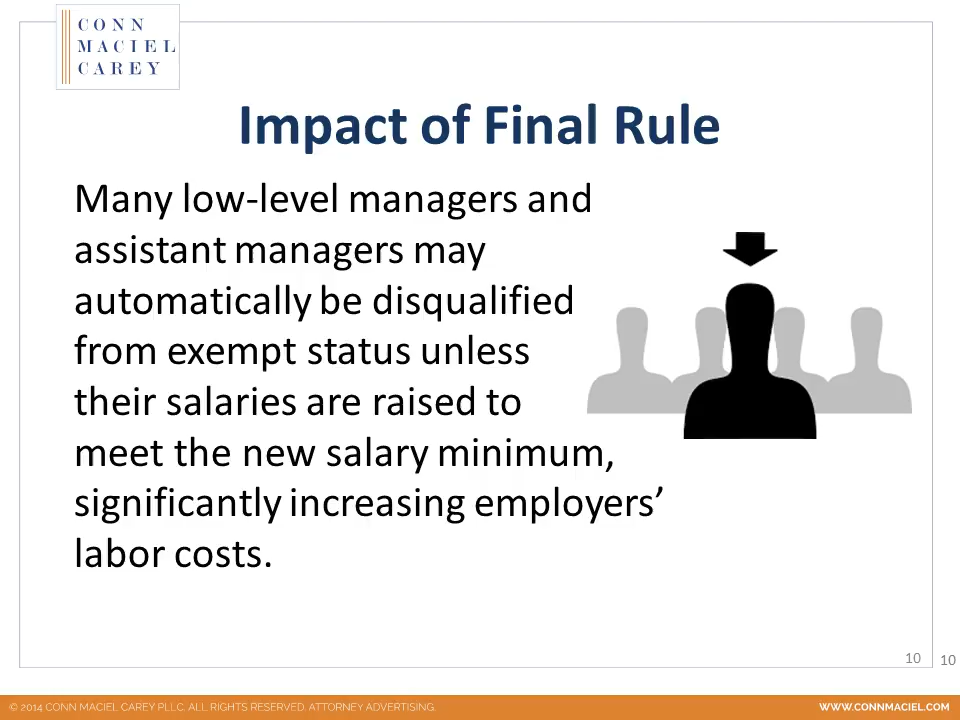 CONN
MACIEL
CAREY
Impact of Final Rule
Many low-level managers and
assistant managers may
automatically be disqualified
from exempt status unless
their salaries are raised to
meet the new salary minimum,
significantly increasing employers’
labor costs.
10
10
© 2014 CONN MACIEL CAREY PLLC. ALL RIGHTS RESERVED. ATTORNEY ADVERTISING.
WWW.CONNMACIEL.COM